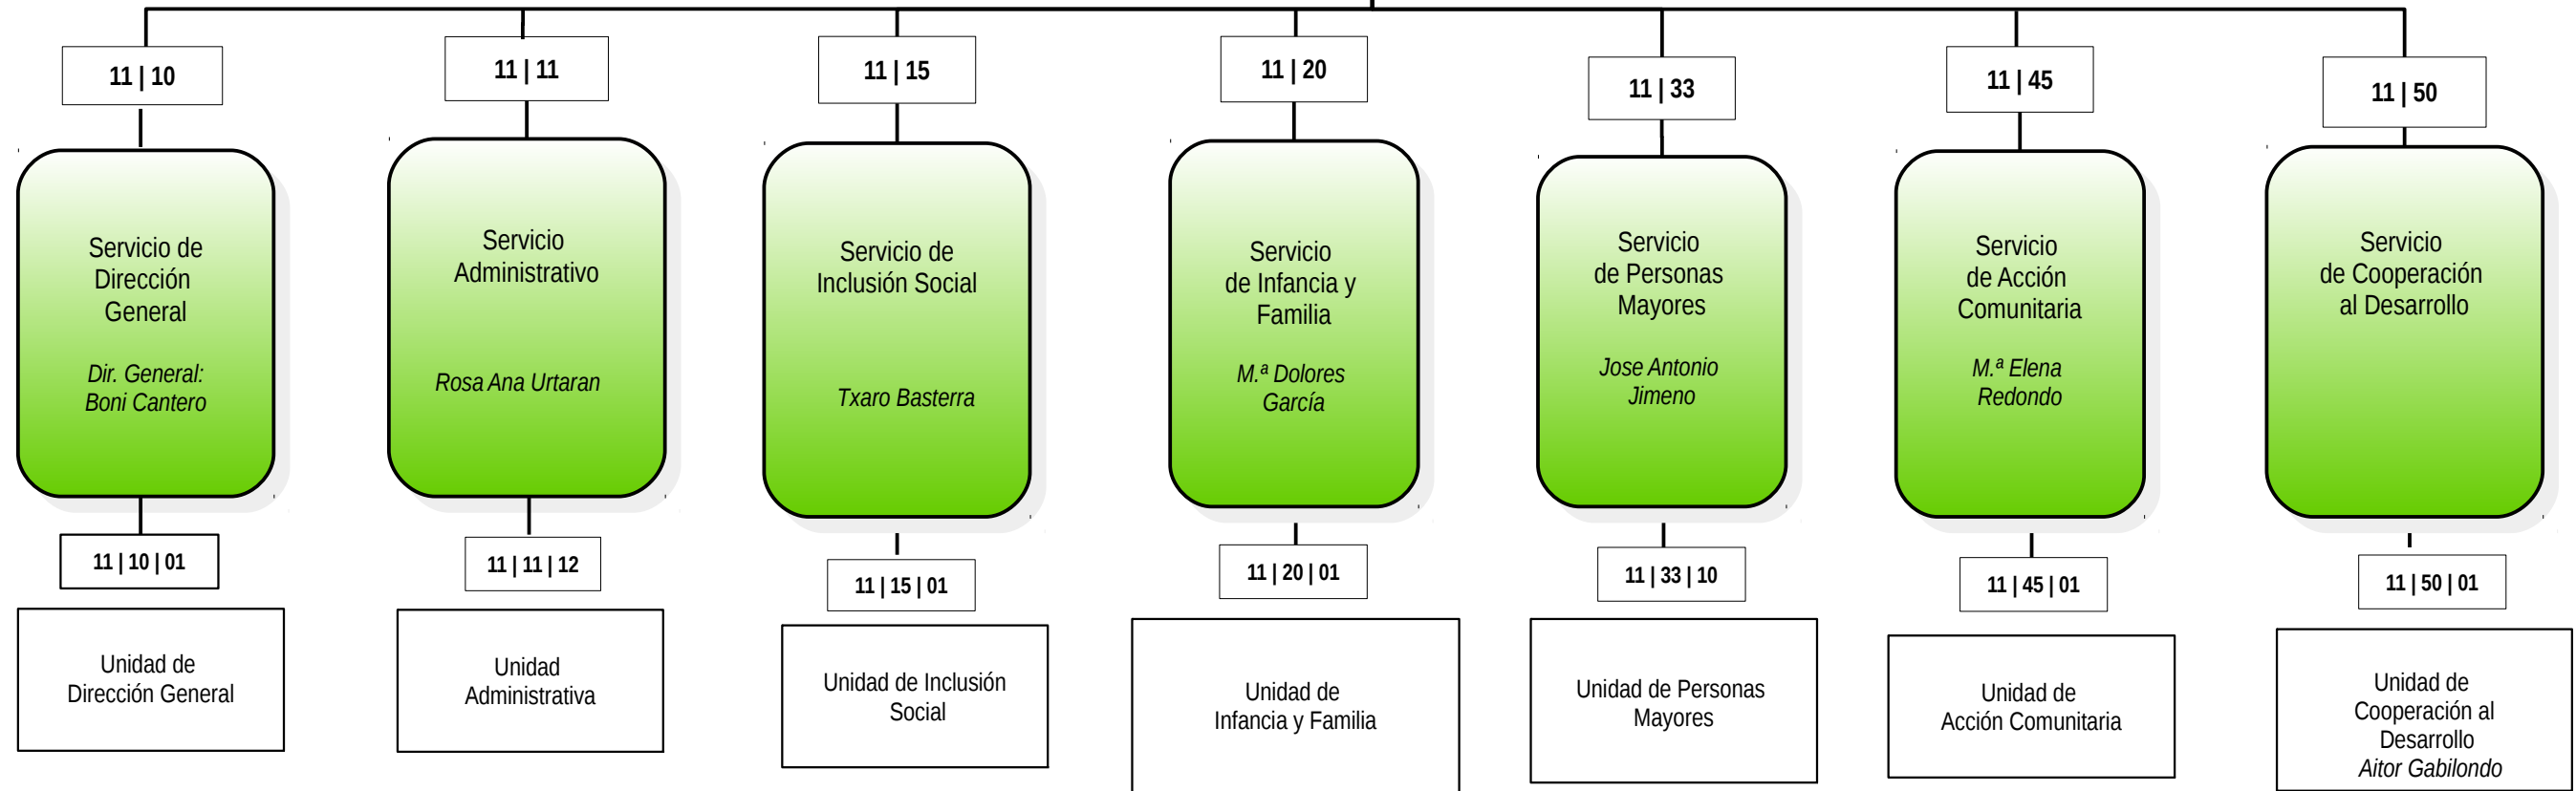 11 | 10
11 | 11
11 | 15
11 | 20
11 | 33
11 | 45
11 | 50
Servicio de
Dirección
General
Dir. General:
Boni Cantero
Servicio
Administrativo
Rosa Ana Urtaran
Servicio de
Inclusión Social
Txaro Basterra
Servicio
de Infancia y
Familia
M.ª Dolores
García
Servicio
de Personas
Mayores
Jose Antonio
Jimeno
Servicio
de Acción
Comunitaria
M.ª Elena
Redondo
Servicio
de Cooperación
al Desarrollo
11 | 10 | 01
11 | 11 | 12
11 | 15 | 01
11 | 20 | 01
11 | 33 | 10
11 | 45 | 01
11 | 50 | 01
Unidad de
Dirección General
Unidad
Administrativa
Unidad de Inclusión
Social
Unidad de
Infancia y Familia
Unidad de Personas
Mayores
Unidad de
Acción Comunitaria
Unidad de
Cooperación al
Desarrollo
Aitor Gabilondo